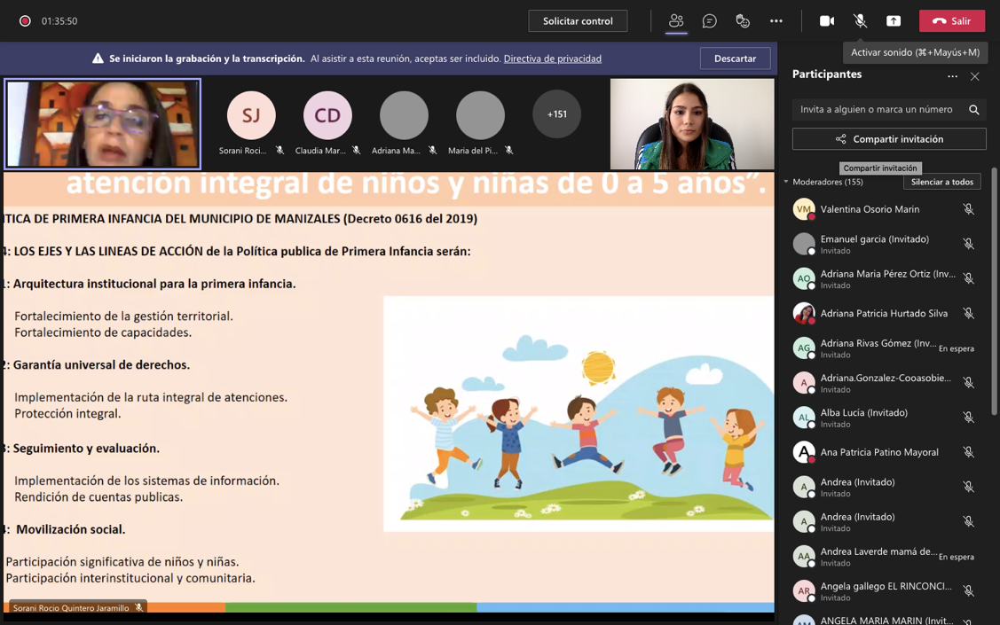 01:35:50
Solicitar control
Salir
Se iniciaron la grabación y la transcripción. Al asistir a esta reunión, aceptas ser incluido. Directiva de privacidad
Descartar
Activar sonido (⌘+Mayús+M)
SJ
CD
+151
Sorani Roci...
Claudia Mar...
Adriana Ma...
Maria del Pi...
atención integral de niños y niñas de 0 a 5 años”.
ITICA DE PRIMERA INFANCIA DEL MUNICIPIO DE MANIZALES (Decreto 0616 del 2019)
4: LOS EJES Y LAS LINEAS DE ACCIÓN de la Política publica de Primera Infancia serán:
1: Arquitectura institucional para la primera infancia.
Fortalecimiento de la gestión territorial.
Fortalecimiento de capacidades.
2: Garantía universal de derechos.
Implementación de la ruta integral de atenciones.
Protección integral.
3: Seguimiento y evaluación.
Implementación de los sistemas de información.
Rendición de cuentas publicas.
4: Movilización social.
Participación significativa de niños y niñas.
Participación interinstitucional y comunitaria.
Sorani Rocio Quintero Jaramillo
Participantes
Invita a alguien o marca un número
Compartir invitación
Compartir invitación
Moderadores (155)
Silenciar a todos
VM
Valentina Osorio Marin
Emanuel garcia (Invitado)
Invitado
AO
Adriana Maria Pérez Ortiz (Inv...
Invitado
Adriana Patricia Hurtado Silva
AG
Adriana Rivas Gómez (Inv...
En espera
Invitado
A
Adriana.Gonzalez-Cooasobie...
Invitado
AL
Alba Lucía (Invitado)
Invitado
A
Ana Patricia Patino Mayoral
A
Andrea (Invitado)
Invitado
A
Andrea (Invitado)
Invitado
AA
Andrea Laverde mamá de...
En espera
Invitado
AR
Angela gallego EL RINCONCI...
Invitado
AM
ANGELA MARIA MARIN (Invit...